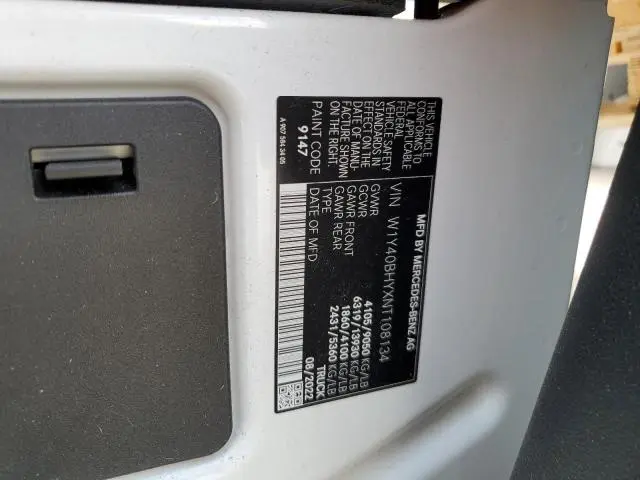 MFD BY MERCEDES-BENZ AG
VIN W1Y40BHYXNT108134
GVWR 4105/9050 KG/LB
GCWR 6319/13930 KG/LB
GAWR FRONT 1860/4100 KG/LB
GAWR REAR 2431/5360 KG/LB
TYPE TRUCK
DATE OF MFD 08/2022
THIS VEHICLE
CONFORMS TO
ALL APPLICABLE
FEDERAL
VEHICLE SAFETY
STANDARDS IN
EFFECT ON THE
DATE OF MANU-
FACTURE SHOWN
ON THE RIGHT.
PAINT CODE
9147
A 907 584 34 05